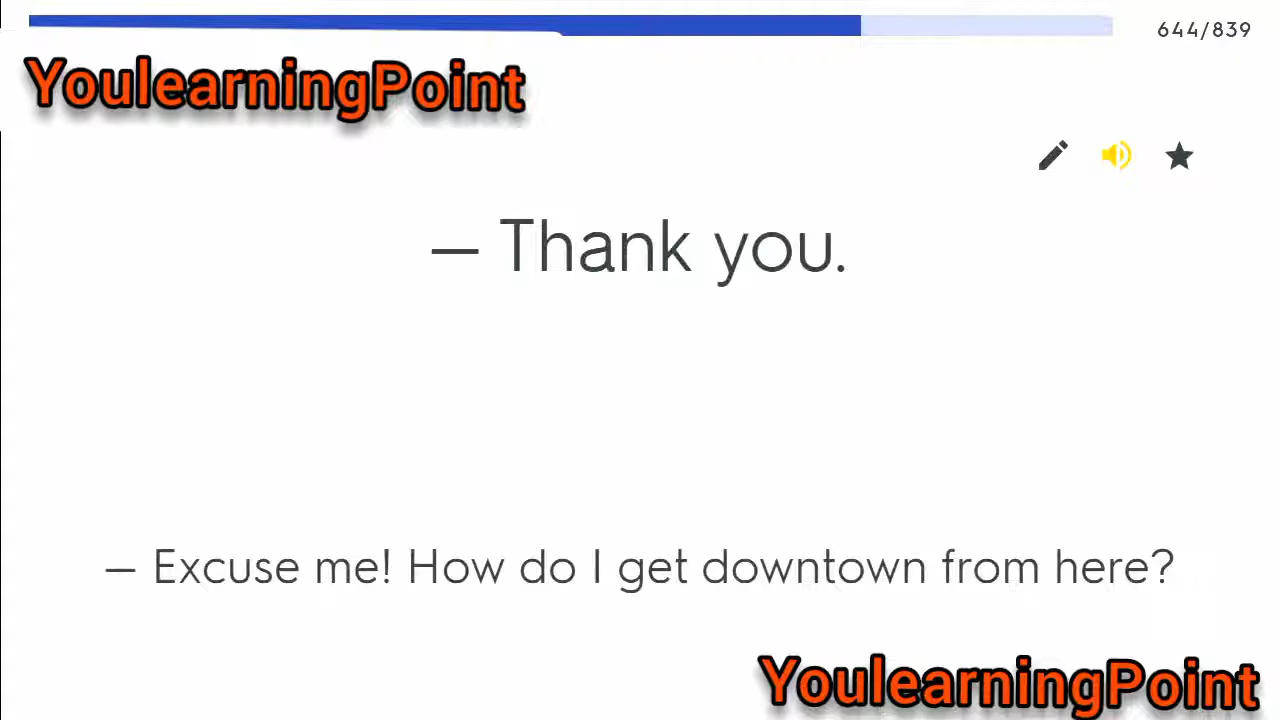 644/839
YoulearningPoint
– Thank you.
– Excuse me! How do I get downtown from here?
YoulearningPoint